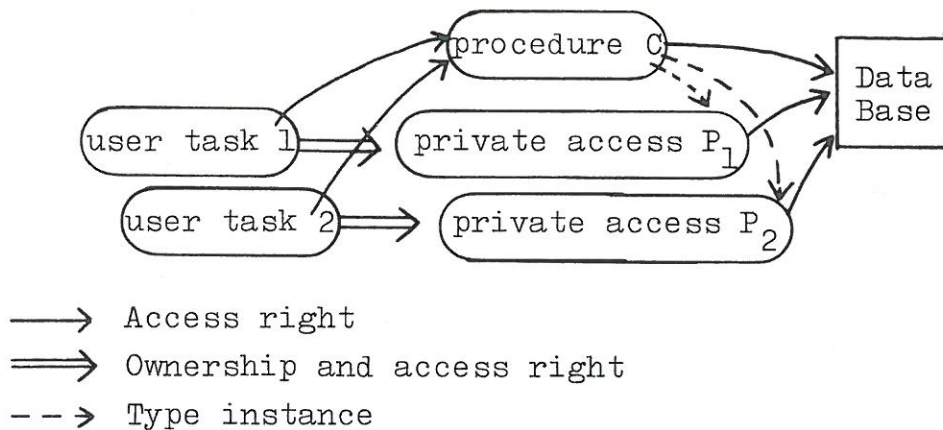 procedure C
Data
Base
user task 1
private access P₁
user task 2
private access P₂
Access right
Ownership and access right
Type instance